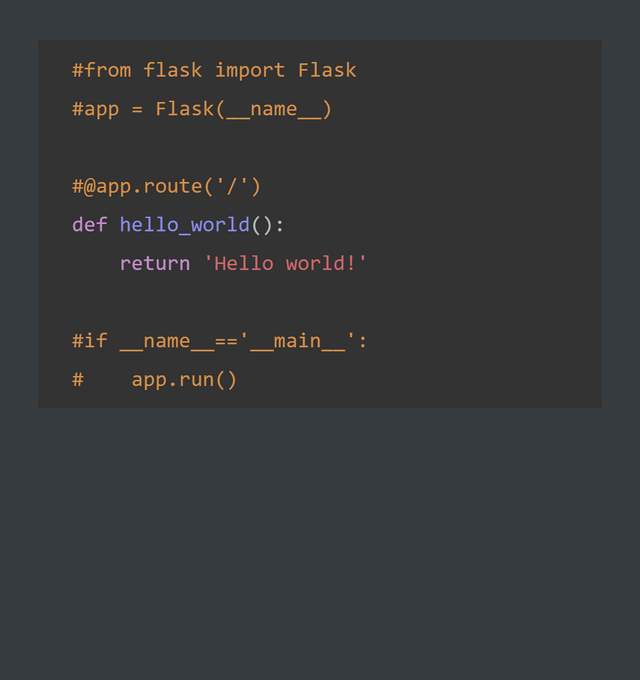 #from flask import Flask
#app = Flask(__name__)
#@app.route('/')
def hello_world():
    return 'Hello world!'
#if __name__=='__main__':
#    app.run()